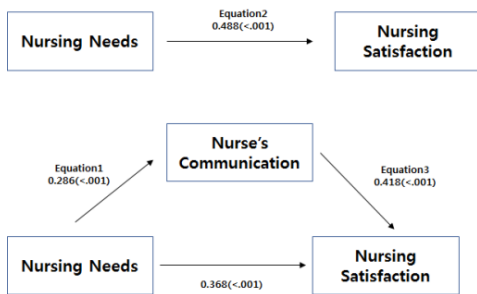 Equation2
0.488(<.001)
Nursing Needs
Nursing
Satisfaction
Nurse's
Communication
Equation1
0.286(<.001)
Equation3
0.418(<.001)
Nursing Needs
Nursing
Satisfaction
0.368(<.001)